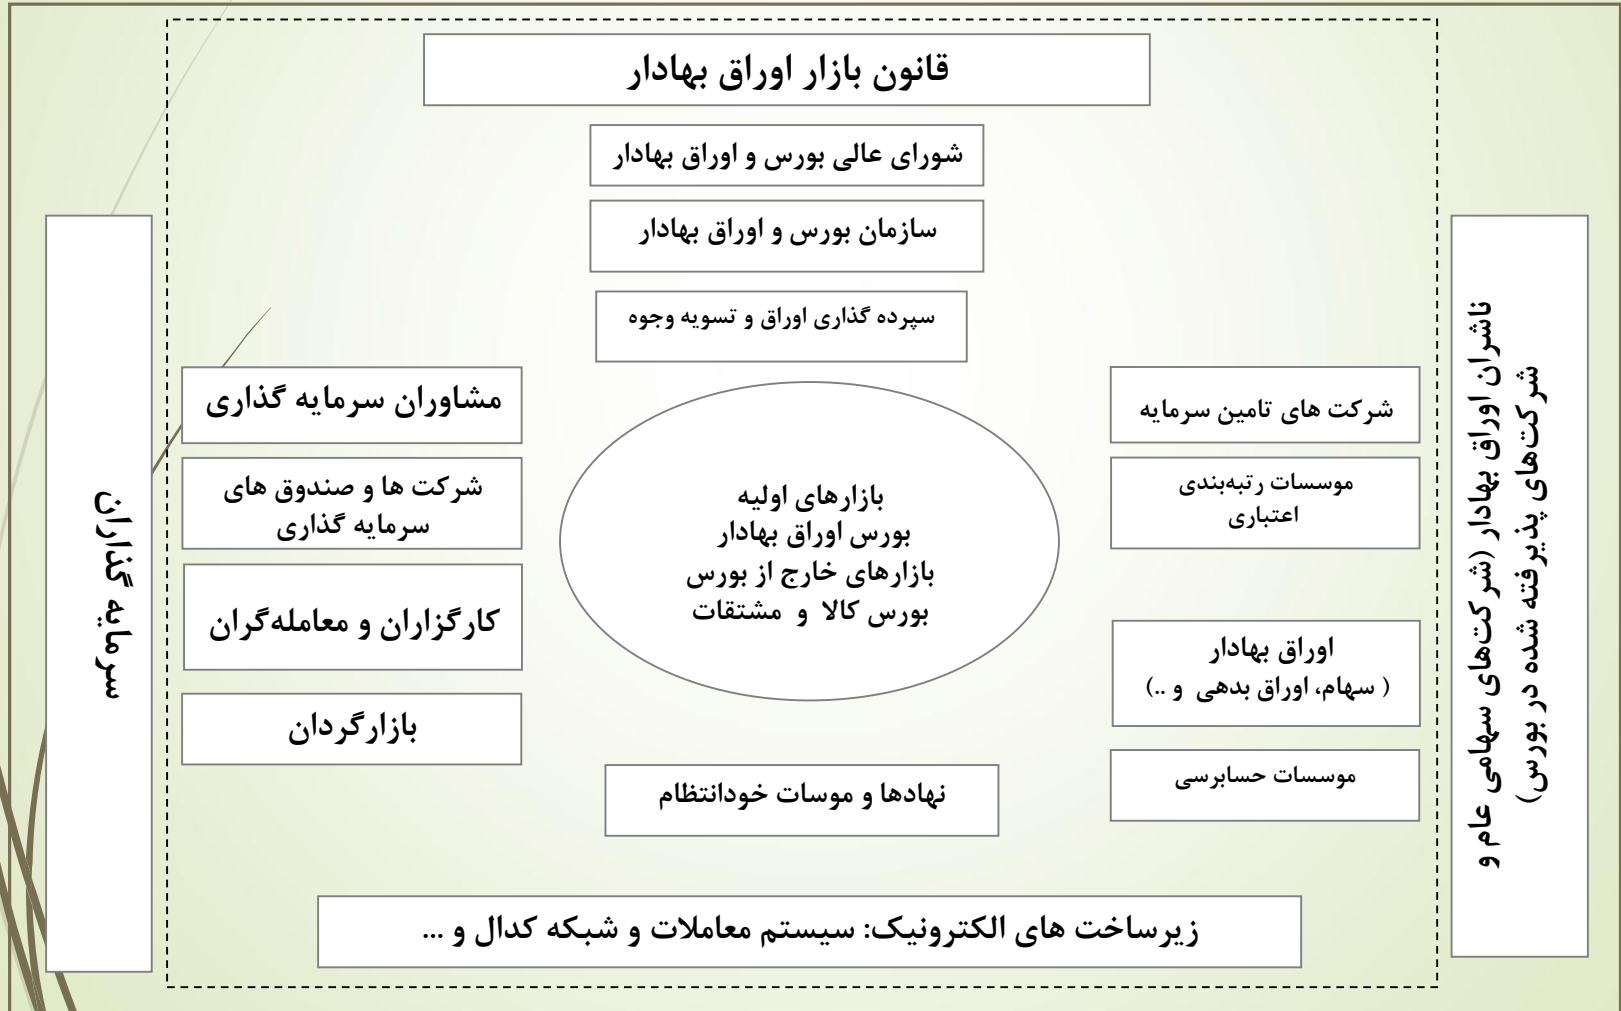 قانون بازار اوراق بهادار
شورای عالی بورس و اوراق بهادار
سازمان بورس و اوراق بهادار
سپرده گذاری اوراق و تسویه وجوه
ناشران اوراق بهادار (شرکت‌های سهامی عام و
شرکت‌های پذیرفته شده در بورس)
شرکت های تامین سرمایه
موسسات رتبه‌بندی
اعتباری
اوراق بهادار
( سهام، اوراق بدهی و ..)
موسسات حسابرسی
بازارهای اولیه
بورس اوراق بهادار
بازارهای خارج از بورس
بورس کالا و مشتقات
مشاوران سرمایه گذاری
شرکت ها و صندوق های
سرمایه گذاری
کارگزاران و معامله‌گران
بازارگردان
سرمایه گذاران
نهادها و موسات خودانتظام
زیرساخت های الکترونیک: سیستم معاملات و شبکه کدال و ...